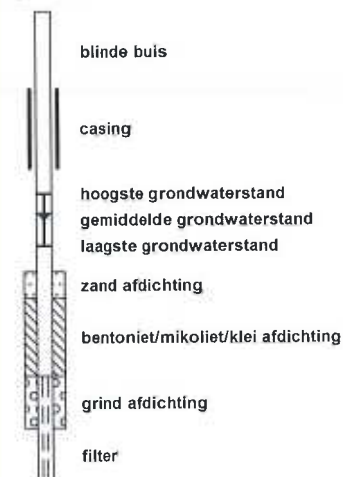 blinde buis
casing
hoogste grondwaterstand
gemiddelde grondwaterstand
laagste grondwaterstand
zand afdichting
bentoniet/mikoliet/klei afdichting
grind afdichting
filter